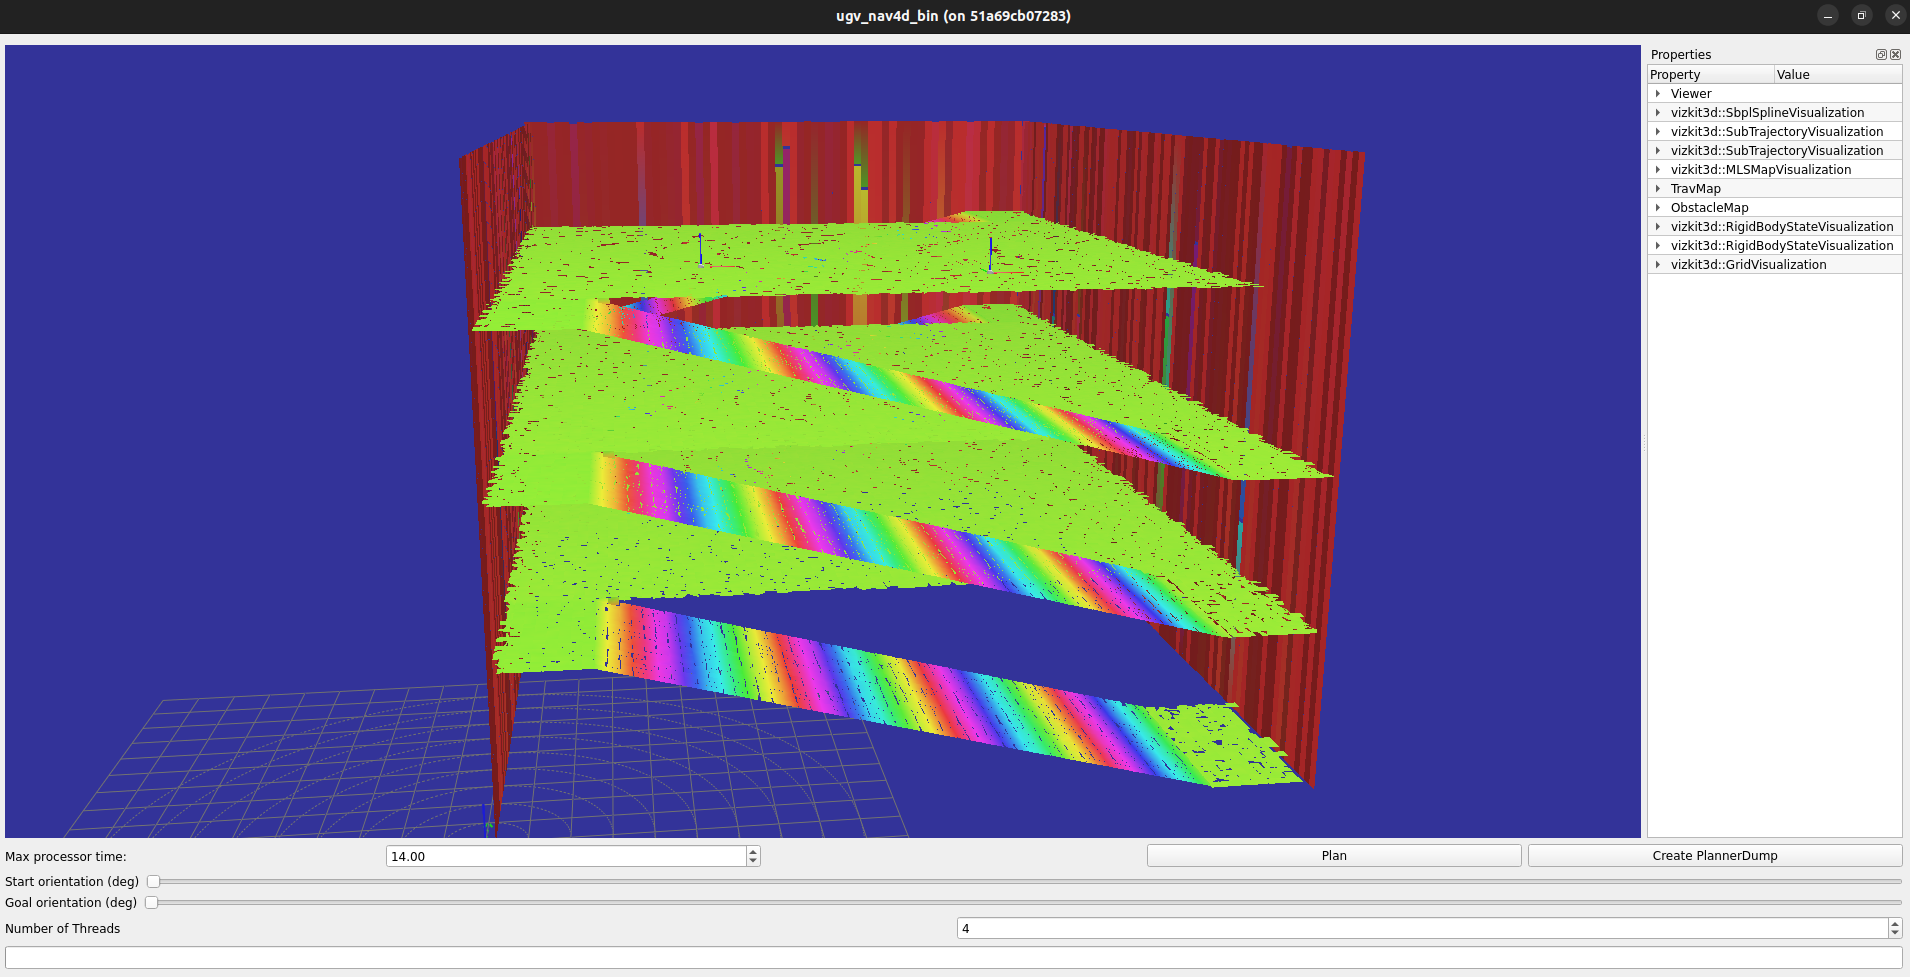 ugv_nav4d_bin (on 51a69cb07283)
Properties
Property Value
Viewer
vizkit3d::SbplSplineVisualization
vizkit3d::SubTrajectoryVisualization
vizkit3d::SubTrajectoryVisualization
vizkit3d::MLSMapVisualization
TravMap
ObstacleMap
vizkit3d::RigidBodyStateVisualization
vizkit3d::RigidBodyStateVisualization
vizkit3d::GridVisualization
Max processor time: 14.00 Plan Create PlannerDump
Start orientation (deg)
Goal orientation (deg)
Number of Threads 4